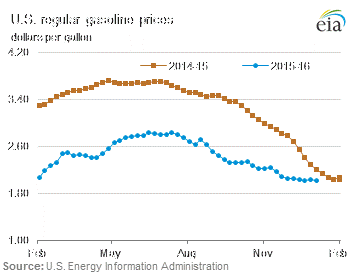 U.S. regular gasoline prices
dollars per gallon
eia
4.20
2014-15 2015-16
3.40
2.60
1.80
1.00
Feb May Aug Nov Feb
Source: U.S. Energy Information Administration